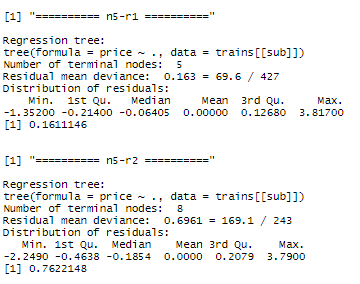 [1] "========== n5-r1 =========="
Regression tree:
tree(formula = price ~ ., data = trains[[sub]])
Number of terminal nodes:  5
Residual mean deviance:  0.163 = 69.6 / 427
Distribution of residuals:
    Min.  1st Qu.   Median     Mean  3rd Qu.     Max.
-1.35200 -0.21400 -0.06405  0.00000  0.12680  3.81700
[1] 0.1611146
[1] "========== n5-r2 =========="
Regression tree:
tree(formula = price ~ ., data = trains[[sub]])
Number of terminal nodes:  8
Residual mean deviance:  0.6961 = 169.1 / 243
Distribution of residuals:
   Min. 1st Qu.  Median    Mean 3rd Qu.    Max.
-2.2490 -0.4638 -0.1854  0.0000  0.2079  3.7900
[1] 0.7622148